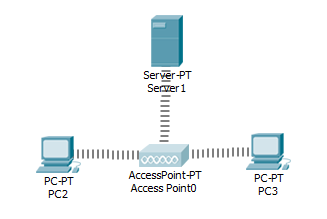 Server-PT
Server1
AccessPoint-PT
Access Point0
PC-PT
PC2
PC-PT
PC3